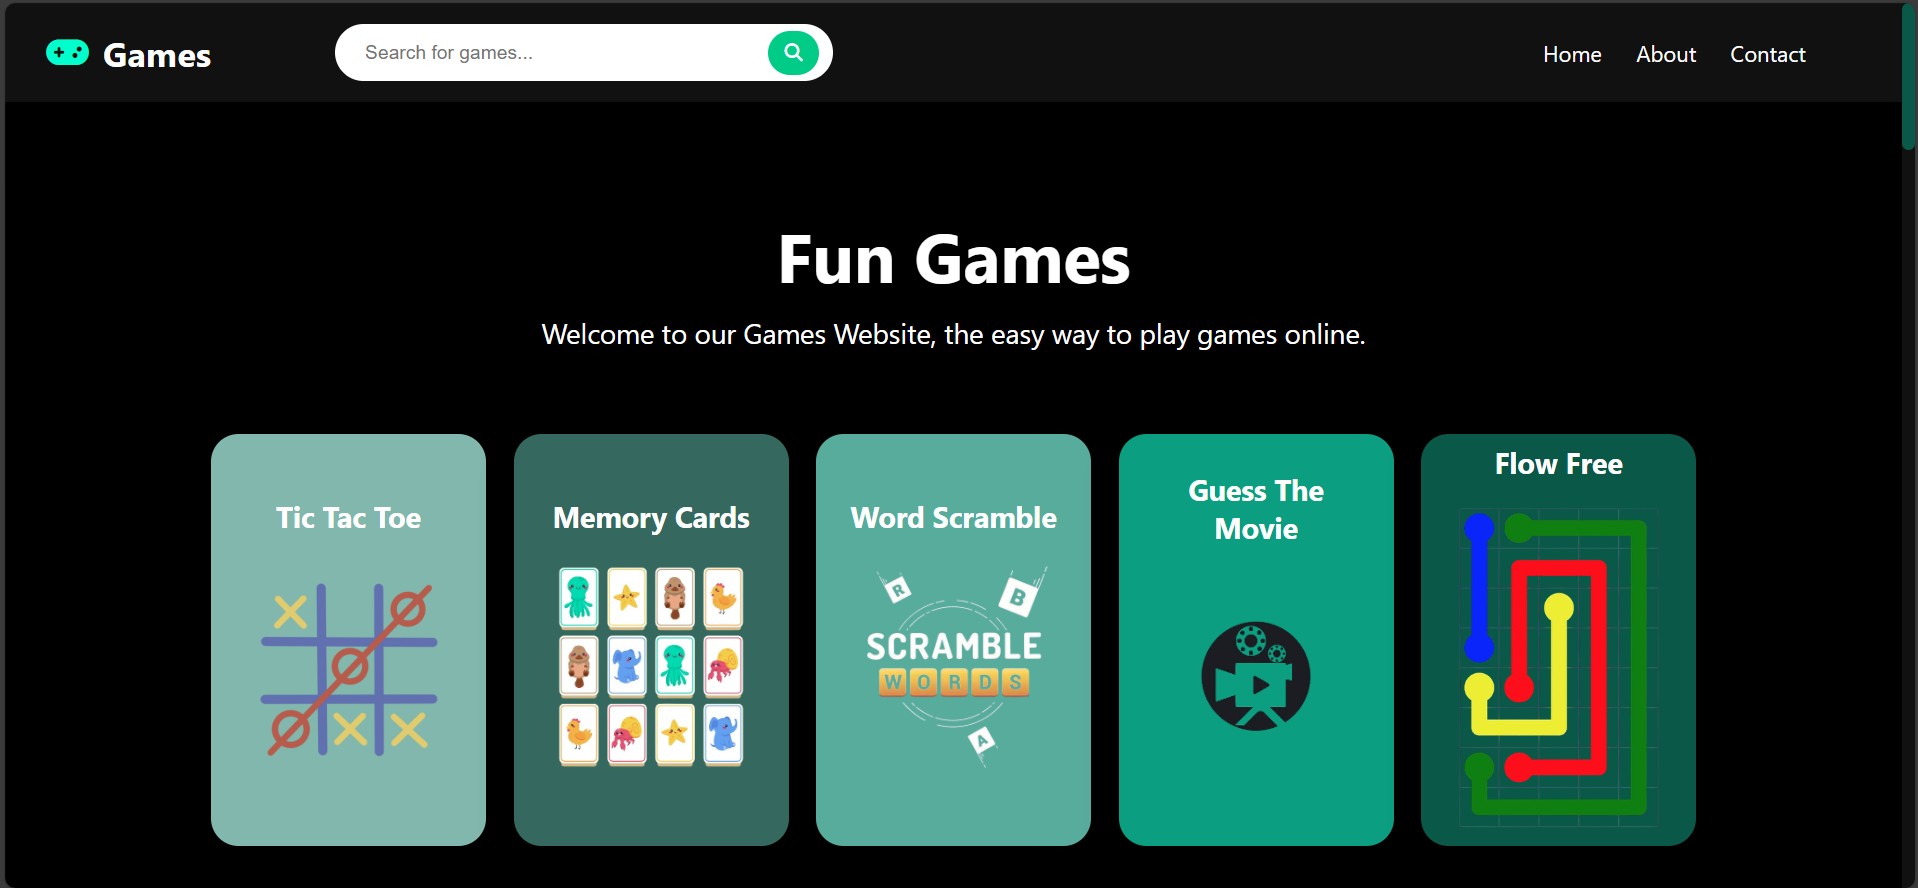 Games
Search for games...
Home
About
Contact
Fun Games
Welcome to our Games Website, the easy way to play games online.
Tic Tac Toe
Memory Cards
Word Scramble
R
B
SCRAMBLE
WORDS
A
Guess The
Movie
Flow Free